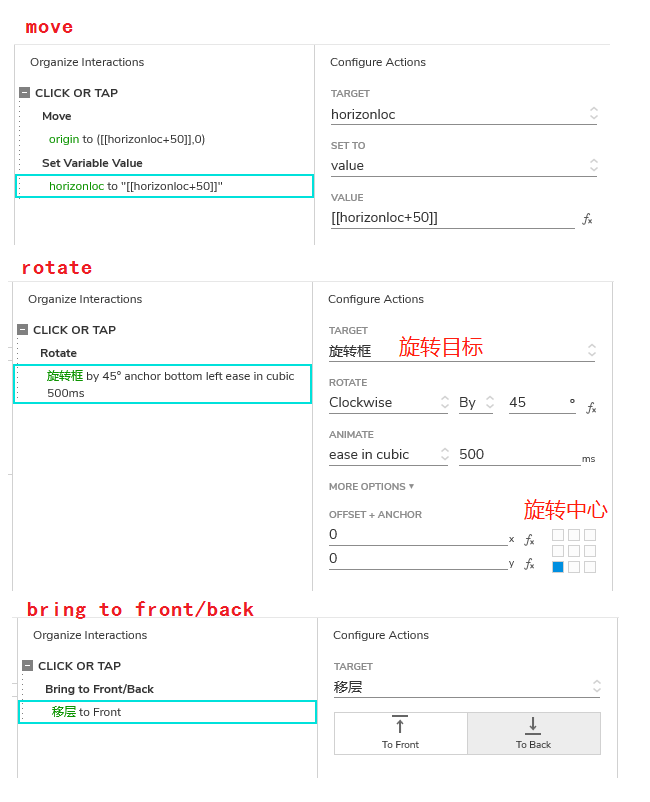 move
Organize Interactions
Configure Actions
CLICK OR TAP
TARGET
Move
horizonloc
origin to ([[horizonloc+50]],0)
SET TO
Set Variable Value
value
horizonloc to "[[horizonloc+50]]"
VALUE
[[horizonloc+50]]
fx
rotate
Organize Interactions
Configure Actions
CLICK OR TAP
TARGET
Rotate
旋转框
旋转目标
旋转框 by 45° anchor bottom left ease in cubic
500ms
ROTATE
Clockwise By 45 ° fx
ANIMATE
ease in cubic 500 ms
MORE OPTIONS ▼
旋转中心
OFFSET + ANCHOR
0 x fx
0 y fx
bring to front/back
Organize Interactions
Configure Actions
CLICK OR TAP
TARGET
Bring to Front/Back
移层
移层 to Front
To Front To Back